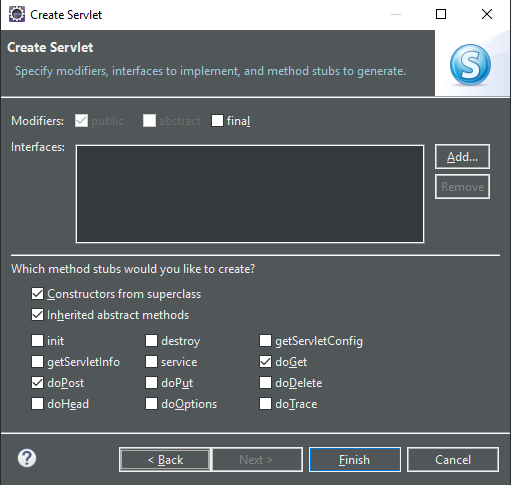 Create Servlet
Create Servlet
Specify modifiers, interfaces to implement, and method stubs to generate.
S
Modifiers: public abstract final
Interfaces:
Add...
Remove
Which method stubs would you like to create?
Constructors from superclass
Inherited abstract methods
init destroy getServletConfig
getServletInfo service doGet
doPost doPut doDelete
doHead doOptions doTrace
? < Back Next > Finish Cancel